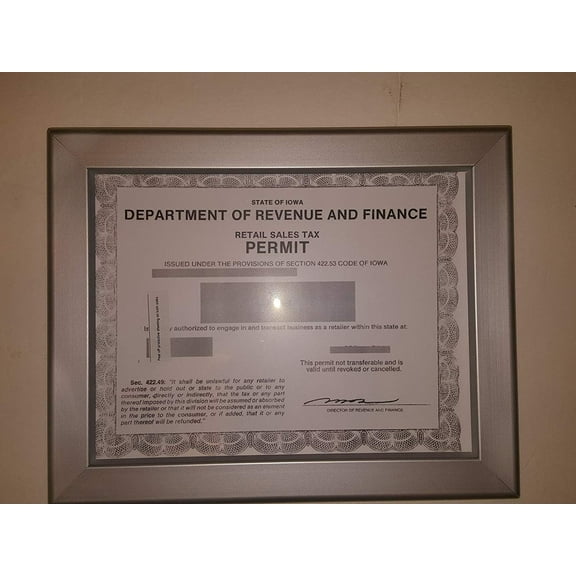 STATE OF IOWA
DEPARTMENT OF REVENUE AND FINANCE
RETAIL SALES TAX
PERMIT
ISSUED UNDER THE PROVISIONS OF SECTION 422.53 CODE OF IOWA
authorized to engage in and transact business as a retailer within this state at:
This permit not transferable and is
valid until revoked or cancelled.
Sec. 422.49: "It shall be unlawful for any retailer to
advertise or hold out or state to the public or to any
consumer, directly or indirectly, that the tax or any part
thereof imposed by this division will be assumed or absorbed
by the retailer or that it will not be considered as an element
in the price to the consumer, or if added, that it or any
part thereof will be refunded."
DIRECTOR OF REVENUE AND FINANCE